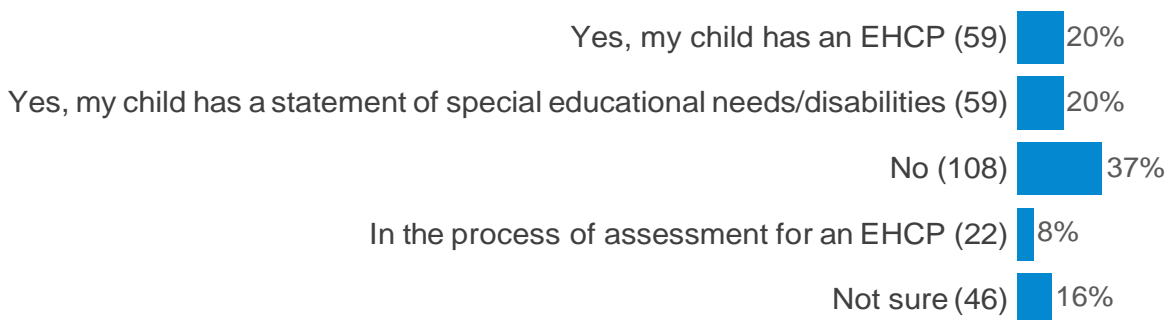 Yes, my child has an EHCP (59) 20%
Yes, my child has a statement of special educational needs/disabilities (59) 20%
No (108) 37%
In the process of assessment for an EHCP (22) 8%
Not sure (46) 16%